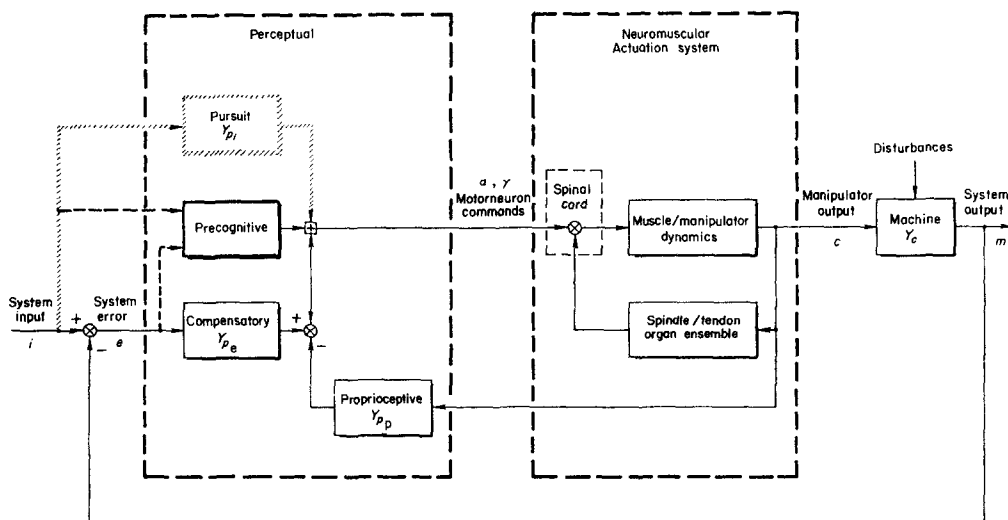 Perceptual
Neuromuscular
Actuation system
Pursuit
Y_{p_i}
Disturbances
α , γ
Motorneuron
commands
Spinal
cord
Manipulator
output
System
output
Precognitive
Muscle/manipulator
dynamics
Machine
Y_c
c
m
System
input
System
error
+
i
−
e
Compensatory
Y_{p_e}
+
−
Spindle/tendon
organ ensemble
Proprioceptive
Y_{p_p}